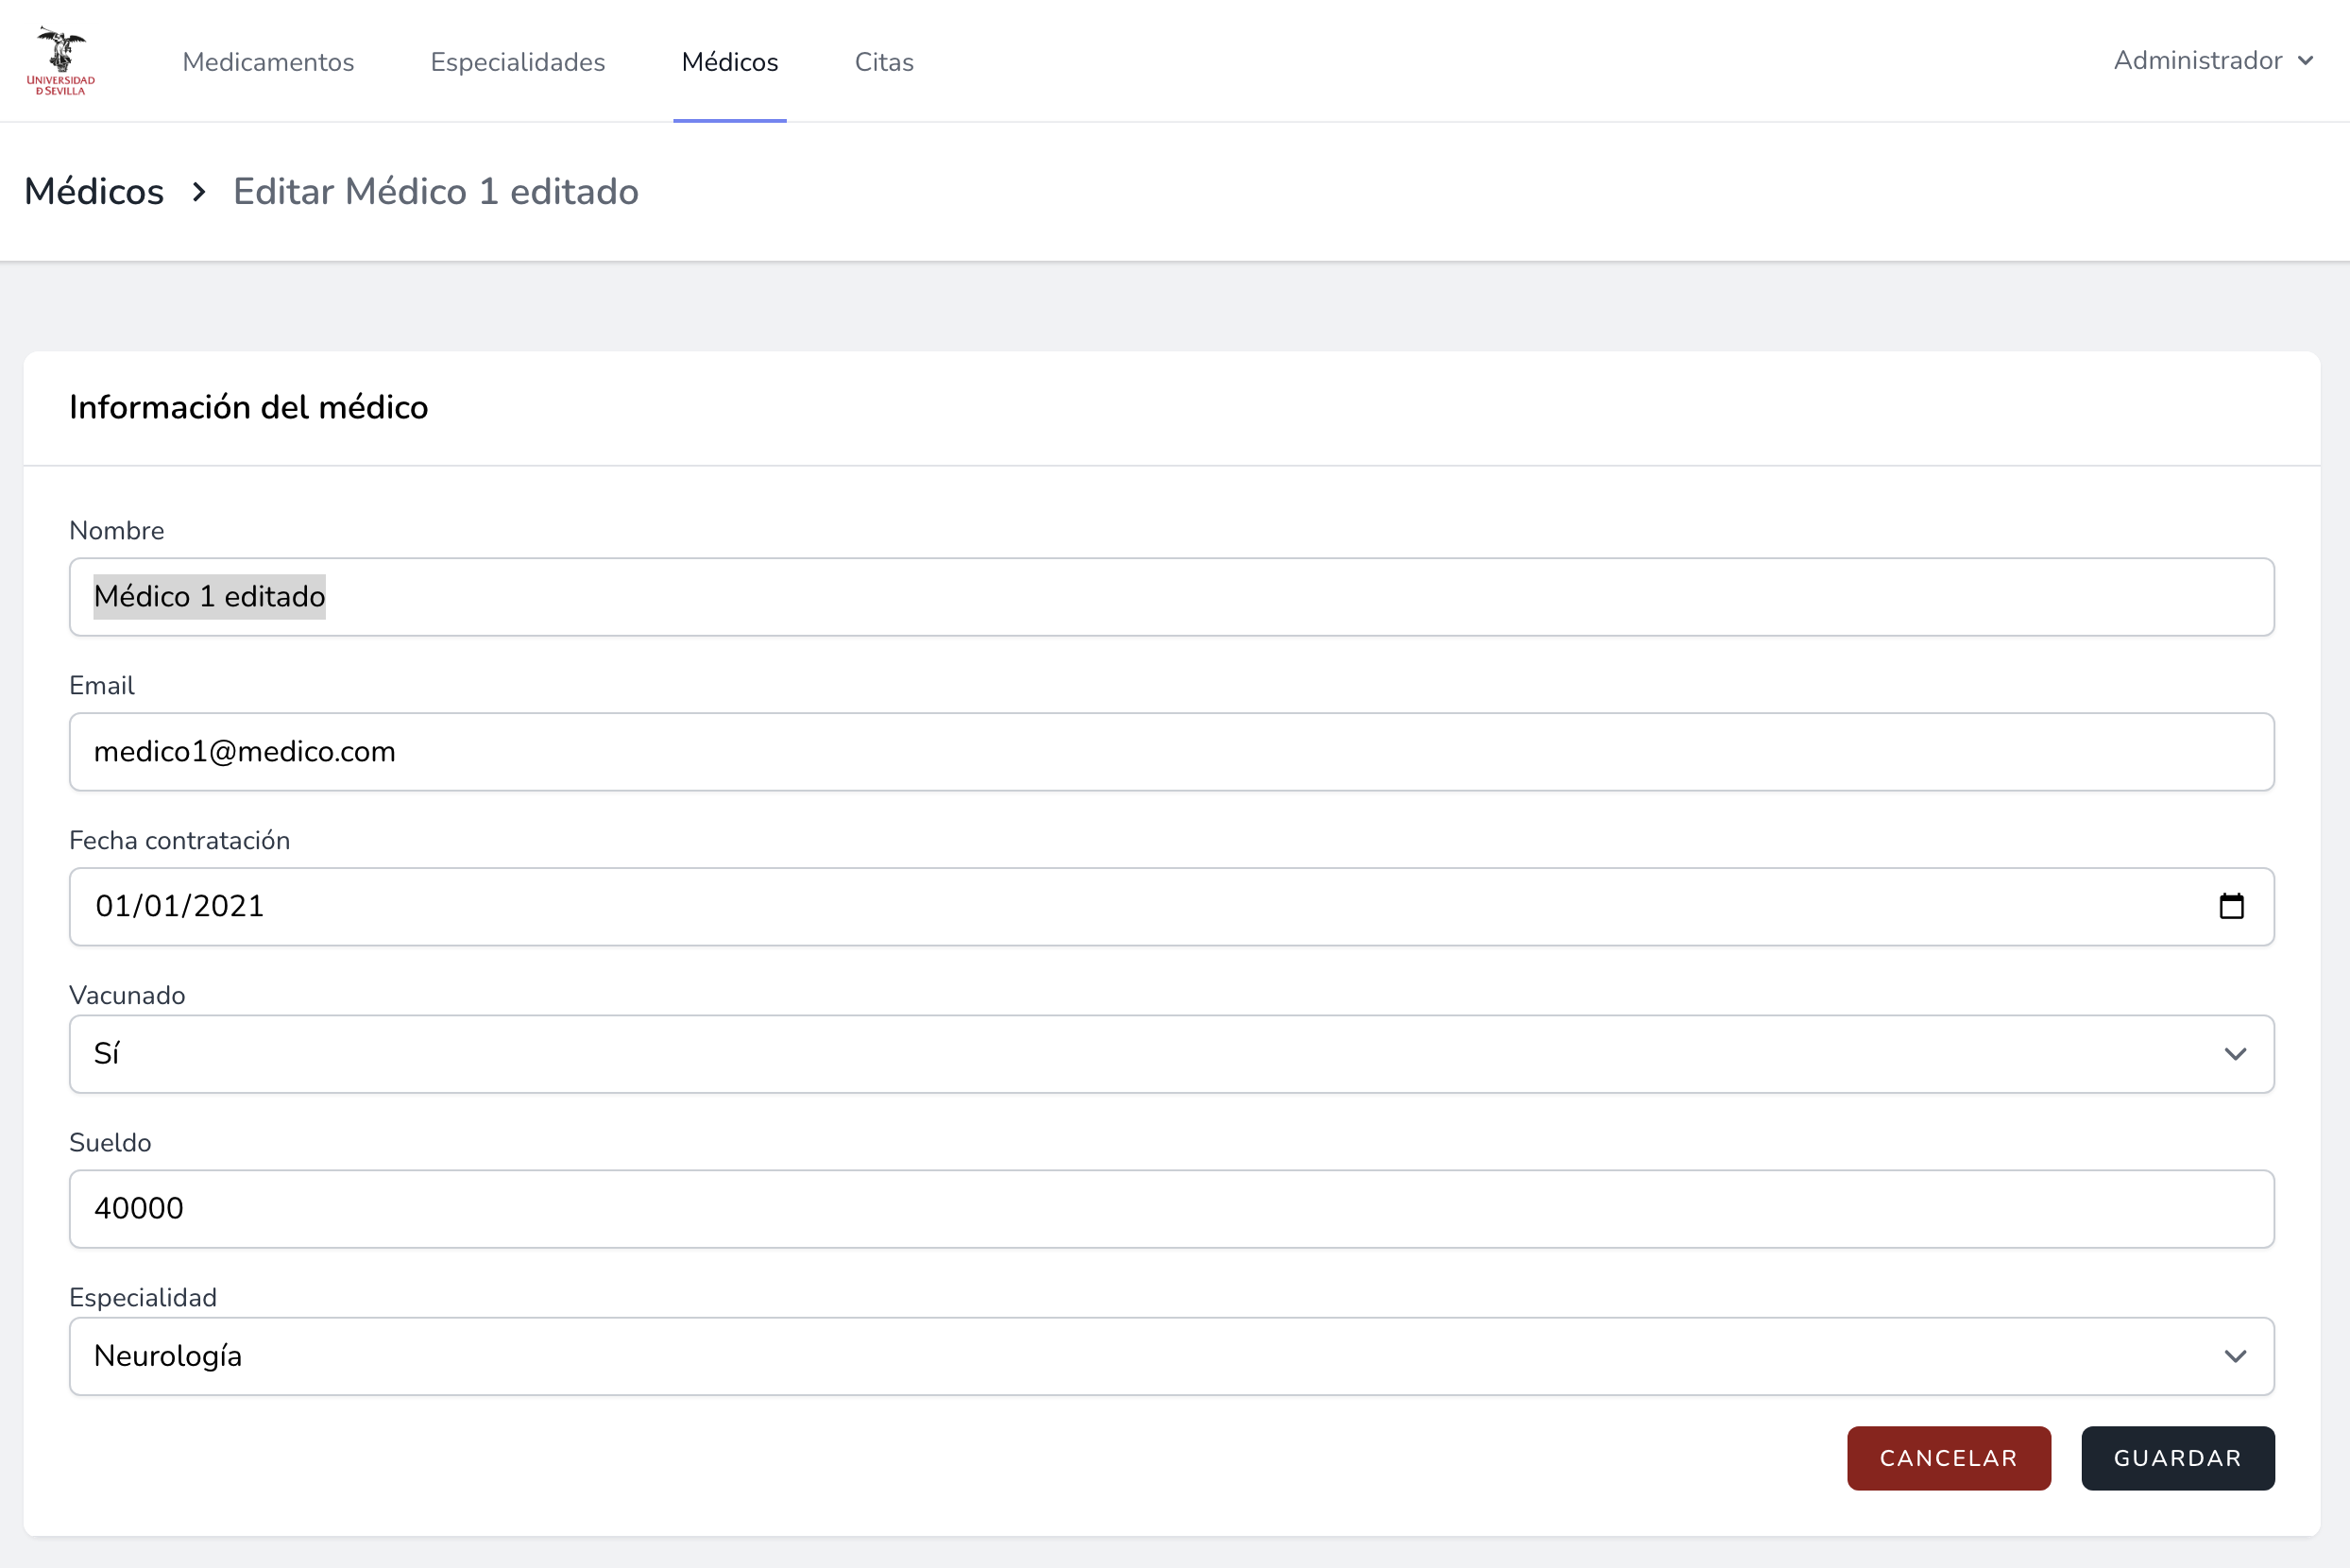 UNIVERSIDAD
D SEVILLA
Medicamentos Especialidades Médicos Citas Administrador
Médicos > Editar Médico 1 editado
Información del médico
Nombre
Médico 1 editado
Email
medico1@medico.com
Fecha contratación
01/01/2021
Vacunado
Sí
Sueldo
40000
Especialidad
Neurología
CANCELAR GUARDAR